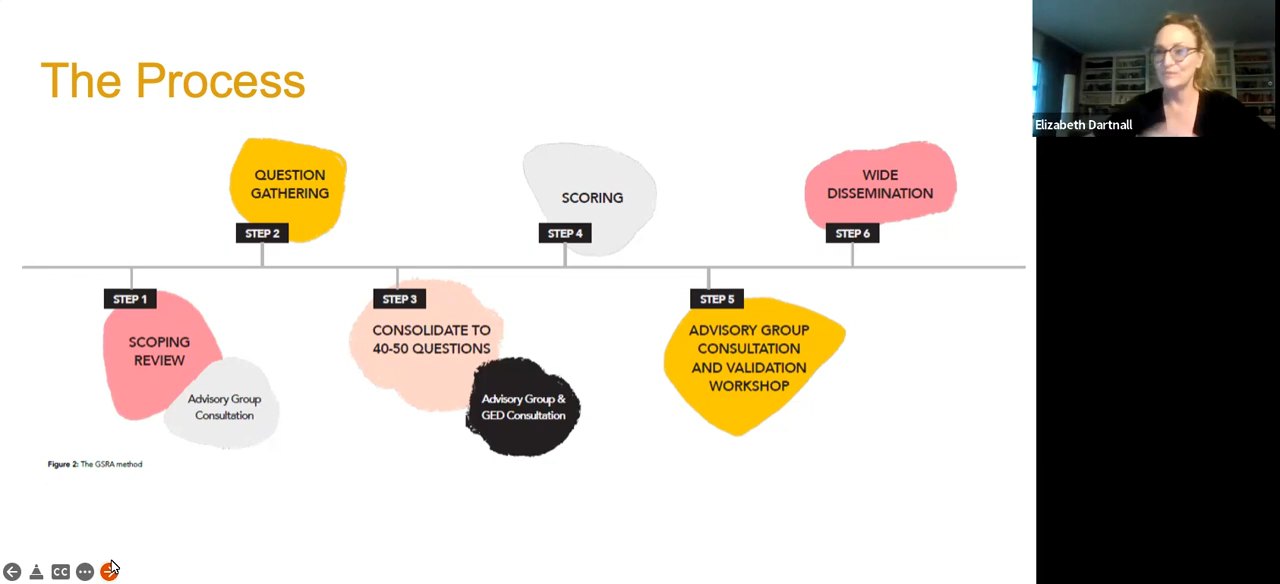 The Process
Elizabeth Dartnall
QUESTION
GATHERING
STEP 2
SCORING
STEP 4
WIDE
DISSEMINATION
STEP 6
STEP 1
SCOPING
REVIEW
Advisory Group
Consultation
STEP 3
CONSOLIDATE TO
40-50 QUESTIONS
Advisory Group &
GED Consultation
STEP 5
ADVISORY GROUP
CONSULTATION
AND VALIDATION
WORKSHOP
Figure 2: The GSRA method
CC